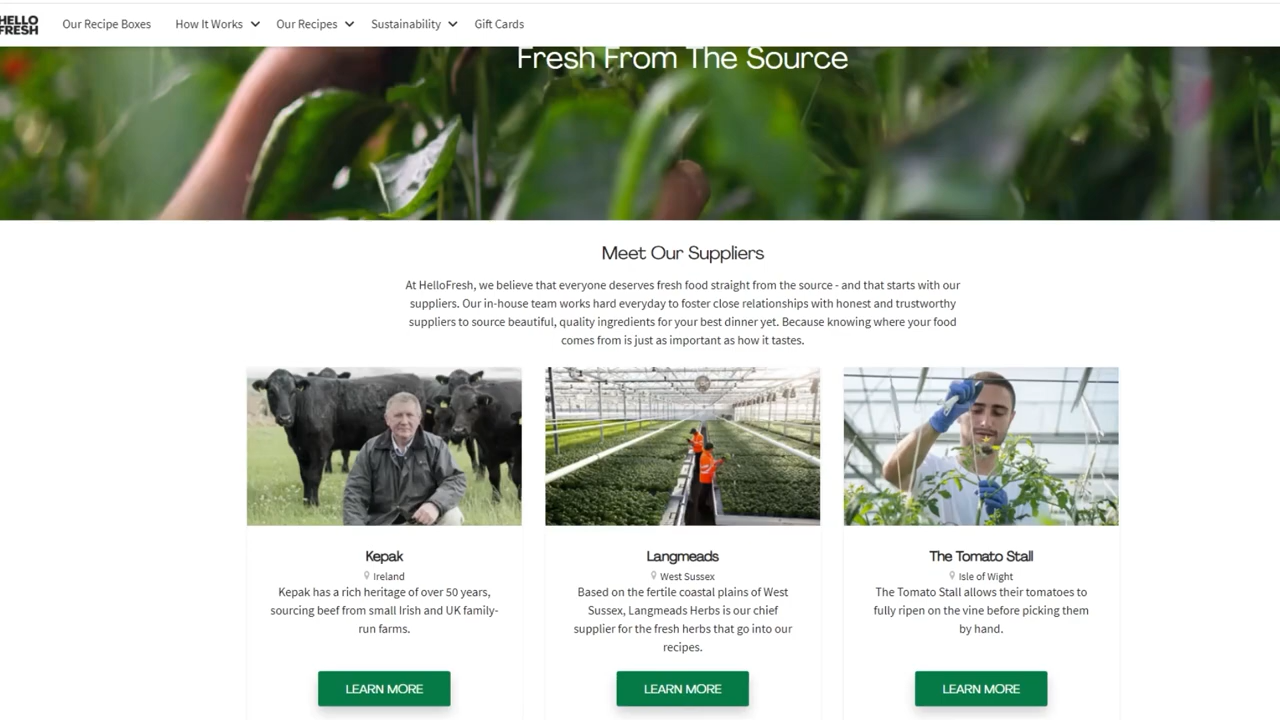 HELLO
FRESH
Our Recipe Boxes
How It Works
Our Recipes
Sustainability
Gift Cards
Fresh From The Source
Meet Our Suppliers
At HelloFresh, we believe that everyone deserves fresh food straight from the source - and that starts with our
suppliers. Our in-house team works hard everyday to foster close relationships with honest and trustworthy
suppliers to source beautiful, quality ingredients for your best dinner yet. Because knowing where your food
comes from is just as important as how it tastes.
Kepak
Ireland
Kepak has a rich heritage of over 50 years,
sourcing beef from small Irish and UK family-
run farms.
LEARN MORE
Langmeads
West Sussex
Based on the fertile coastal plains of West
Sussex, Langmeads Herbs is our chief
supplier for the fresh herbs that go into our
recipes.
LEARN MORE
The Tomato Stall
Isle of Wight
The Tomato Stall allows their tomatoes to
fully ripen on the vine before picking them
by hand.
LEARN MORE